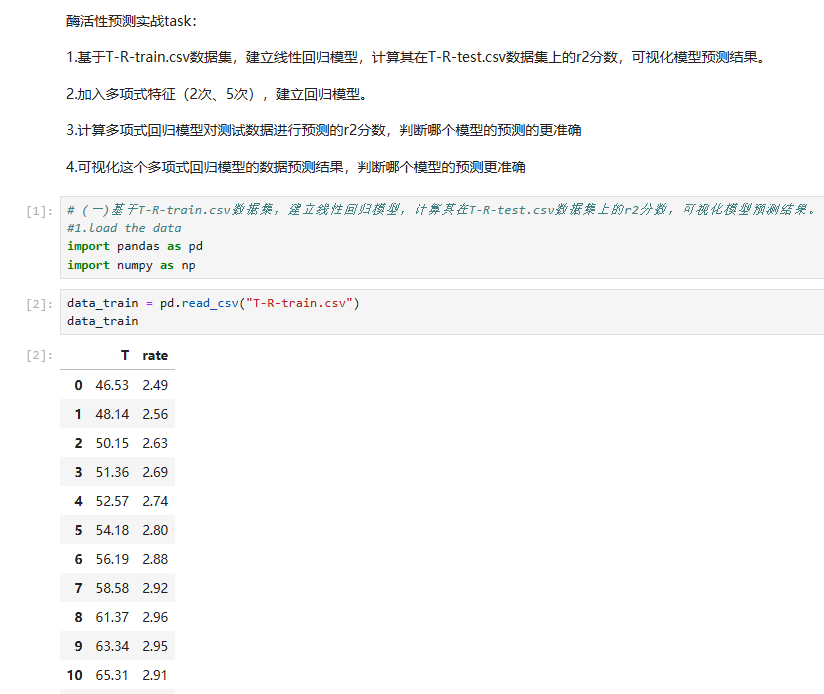 酶活性预测实战task：
1.基于T-R-train.csv数据集，建立线性回归模型，计算其在T-R-test.csv数据集上的r2分数，可视化模型预测结果。
2.加入多项式特征（2次、5次），建立回归模型。
3.计算多项式回归模型对测试数据进行预测的r2分数，判断哪个模型的预测的更准确
4.可视化这个多项式回归模型的数据预测结果，判断哪个模型的预测更准确
[1]: # (一)基于T-R-train.csv数据集，建立线性回归模型，计算其在T-R-test.csv数据集上的r2分数，可视化模型预测结果。
#1.load the data
import pandas as pd
import numpy as np
[2]: data_train = pd.read_csv("T-R-train.csv")
data_train
[2]: T rate
0 46.53 2.49
1 48.14 2.56
2 50.15 2.63
3 51.36 2.69
4 52.57 2.74
5 54.18 2.80
6 56.19 2.88
7 58.58 2.92
8 61.37 2.96
9 63.34 2.95
10 65.31 2.91